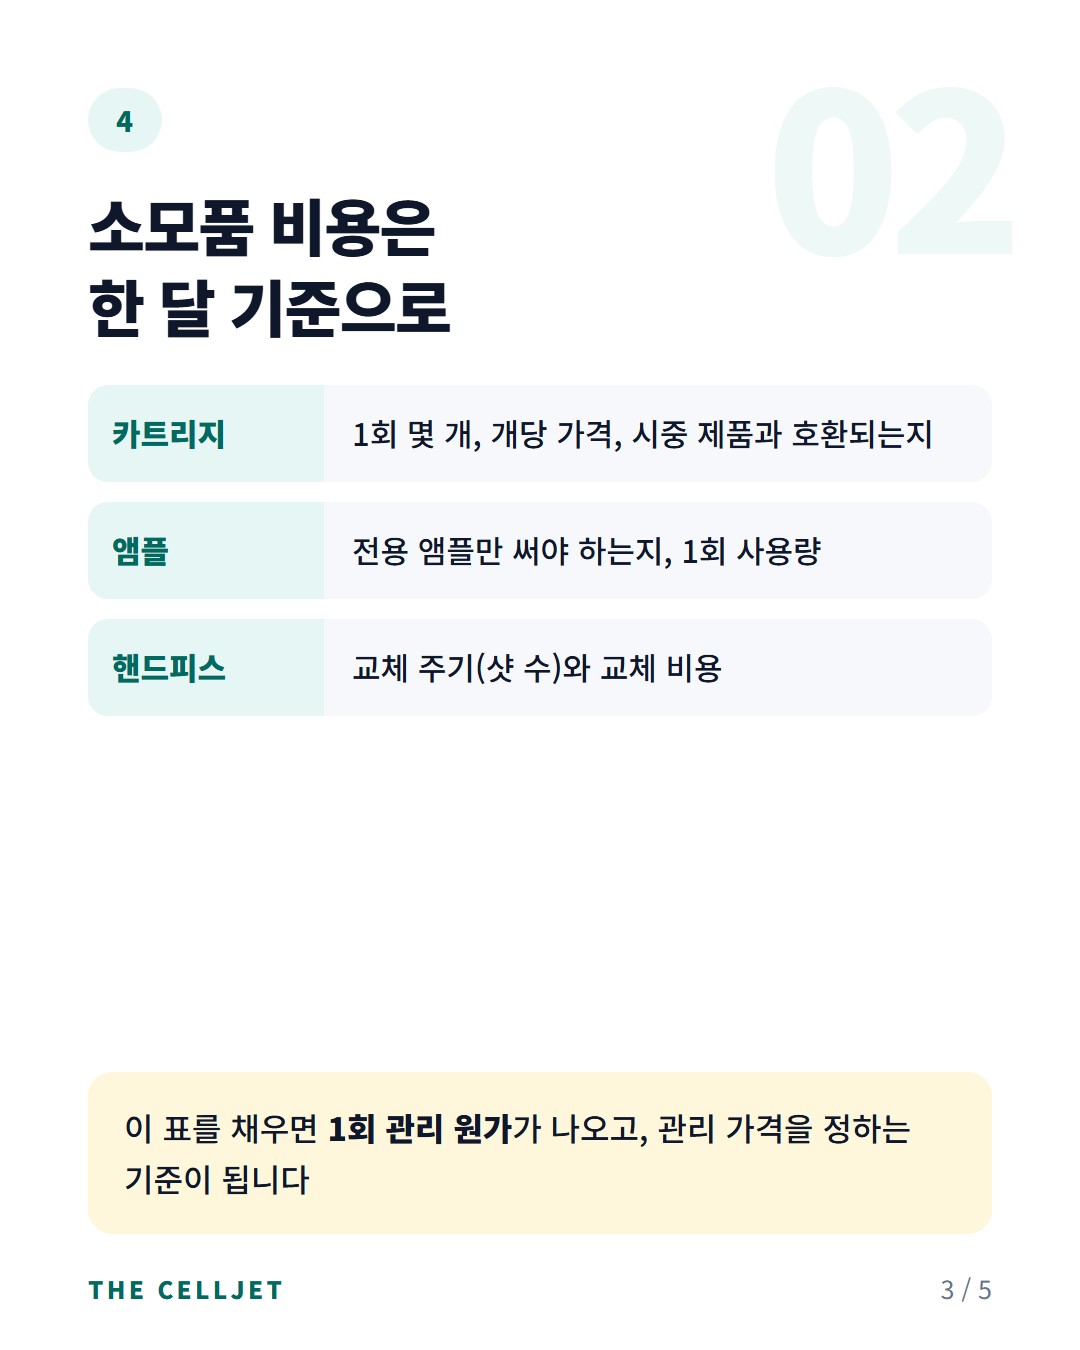 4
02
소모품 비용은
한 달 기준으로
카트리지
1회 몇 개, 개당 가격, 시중 제품과 호환되는지
앰플
전용 앰플만 써야 하는지, 1회 사용량
핸드피스
교체 주기(샷 수)와 교체 비용
이 표를 채우면 1회 관리 원가가 나오고, 관리 가격을 정하는
기준이 됩니다
THE CELLJET
3 / 5